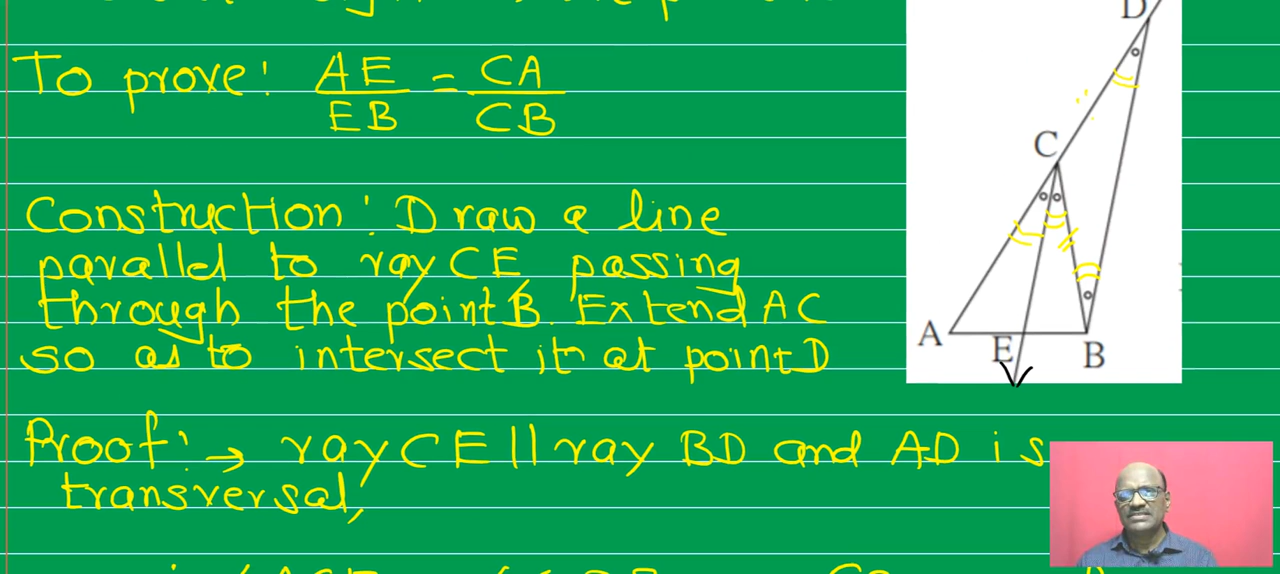 To prove: AE/EB = CA/CB
Construction: Draw a line
parallel to ray CE, passing
through the point B. Extend AC
so as to intersect it at point D
Proof: → ray CE || ray BD and AD is
transversal,
D
C
A
E
B